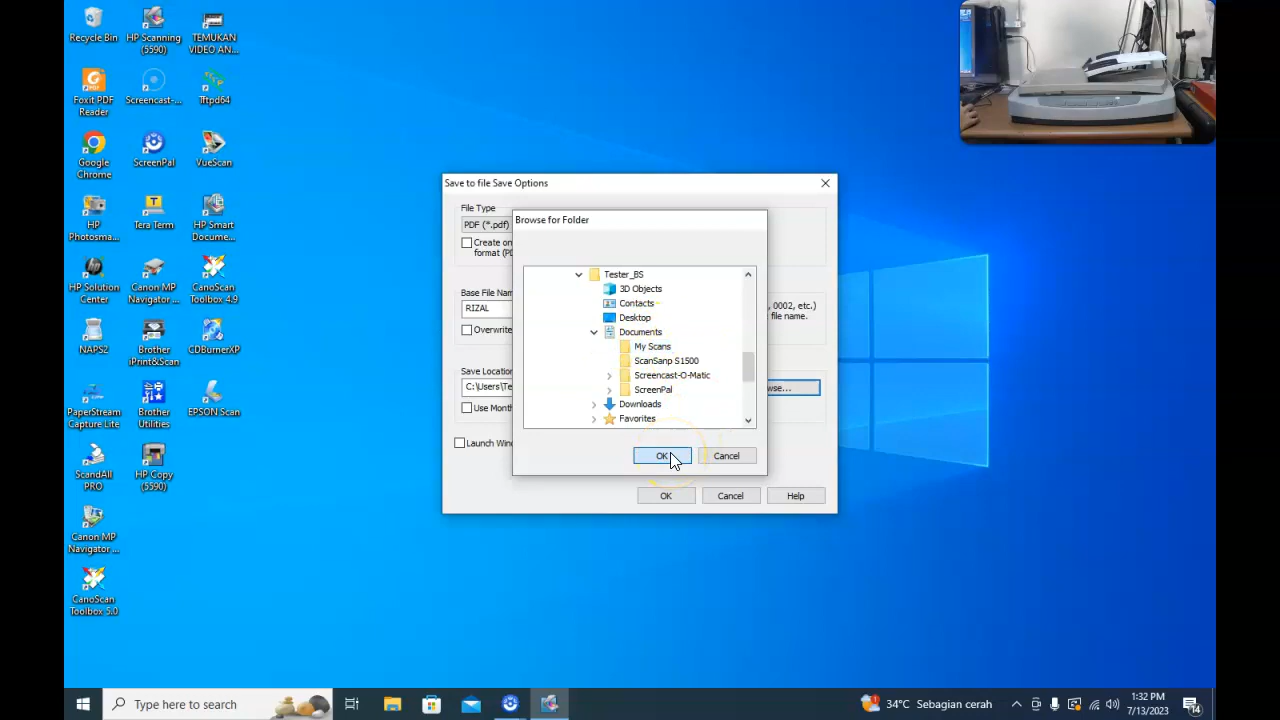 Recycle Bin
HP Scanning
(5590)
TEMUKAN
VIDEO AN...
Foxit PDF
Reader
Screencast-...
Tftpd64
Google
Chrome
ScreenPal
VueScan
HP
Photosma...
Tera Term
HP Smart
Docume...
HP Solution
Center
Canon MP
Navigator ...
CanoScan
Toolbox 4.9
NAPS2
Brother
iPrint&Scan
CDBurnerXP
PaperStream
Capture Lite
Brother
Utilities
EPSON Scan
ScandAll
PRO
HP Copy
(5590)
Canon MP
Navigator ...
CanoScan
Toolbox 5.0
Save to file Save Options
File Type
PDF (*.pdf)
Create on
format (P
Base File Nam
RIZAL
, 0002, etc.)
file name.
Overwrite
Save Locatio
C:\Users\Te
wse...
Use Month
Launch Win
OK
Cancel
Help
Browse for Folder
Tester_BS
3D Objects
Contacts
Desktop
Documents
My Scans
ScanSanp S1500
Screencast-O-Matic
ScreenPal
Downloads
Favorites
OK
Cancel
Type here to search
34°C Sebagian cerah
1:32 PM
7/13/2023
14